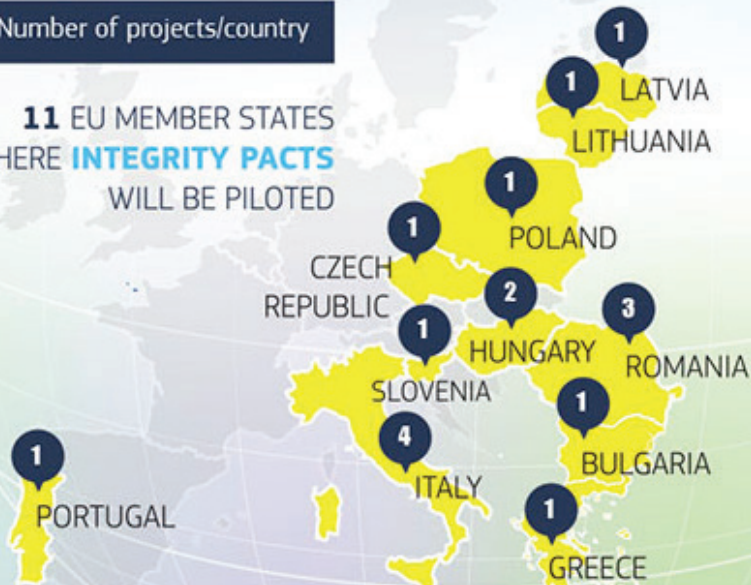 Number of projects/country
11 EU MEMBER STATES
HERE INTEGRITY PACTS
WILL BE PILOTED
1
LATVIA
1
LITHUANIA
1
POLAND
1
CZECH
REPUBLIC
2
HUNGARY
3
ROMANIA
1
SLOVENIA
1
BULGARIA
4
ITALY
1
PORTUGAL
1
GREECE